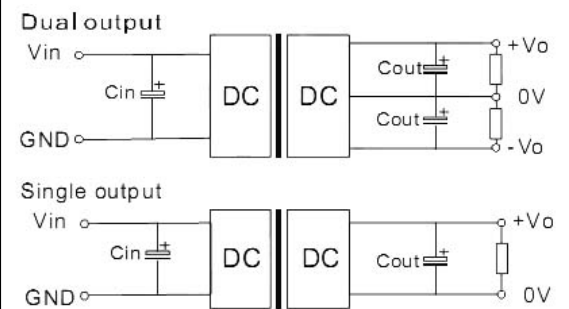 Dual output
Vin
+Vo
Cout +
Cin +
DC
DC
0V
Cout +
GND
-Vo
Single output
Vin
+Vo
Cin +
DC
DC
Cout +
GND
0V